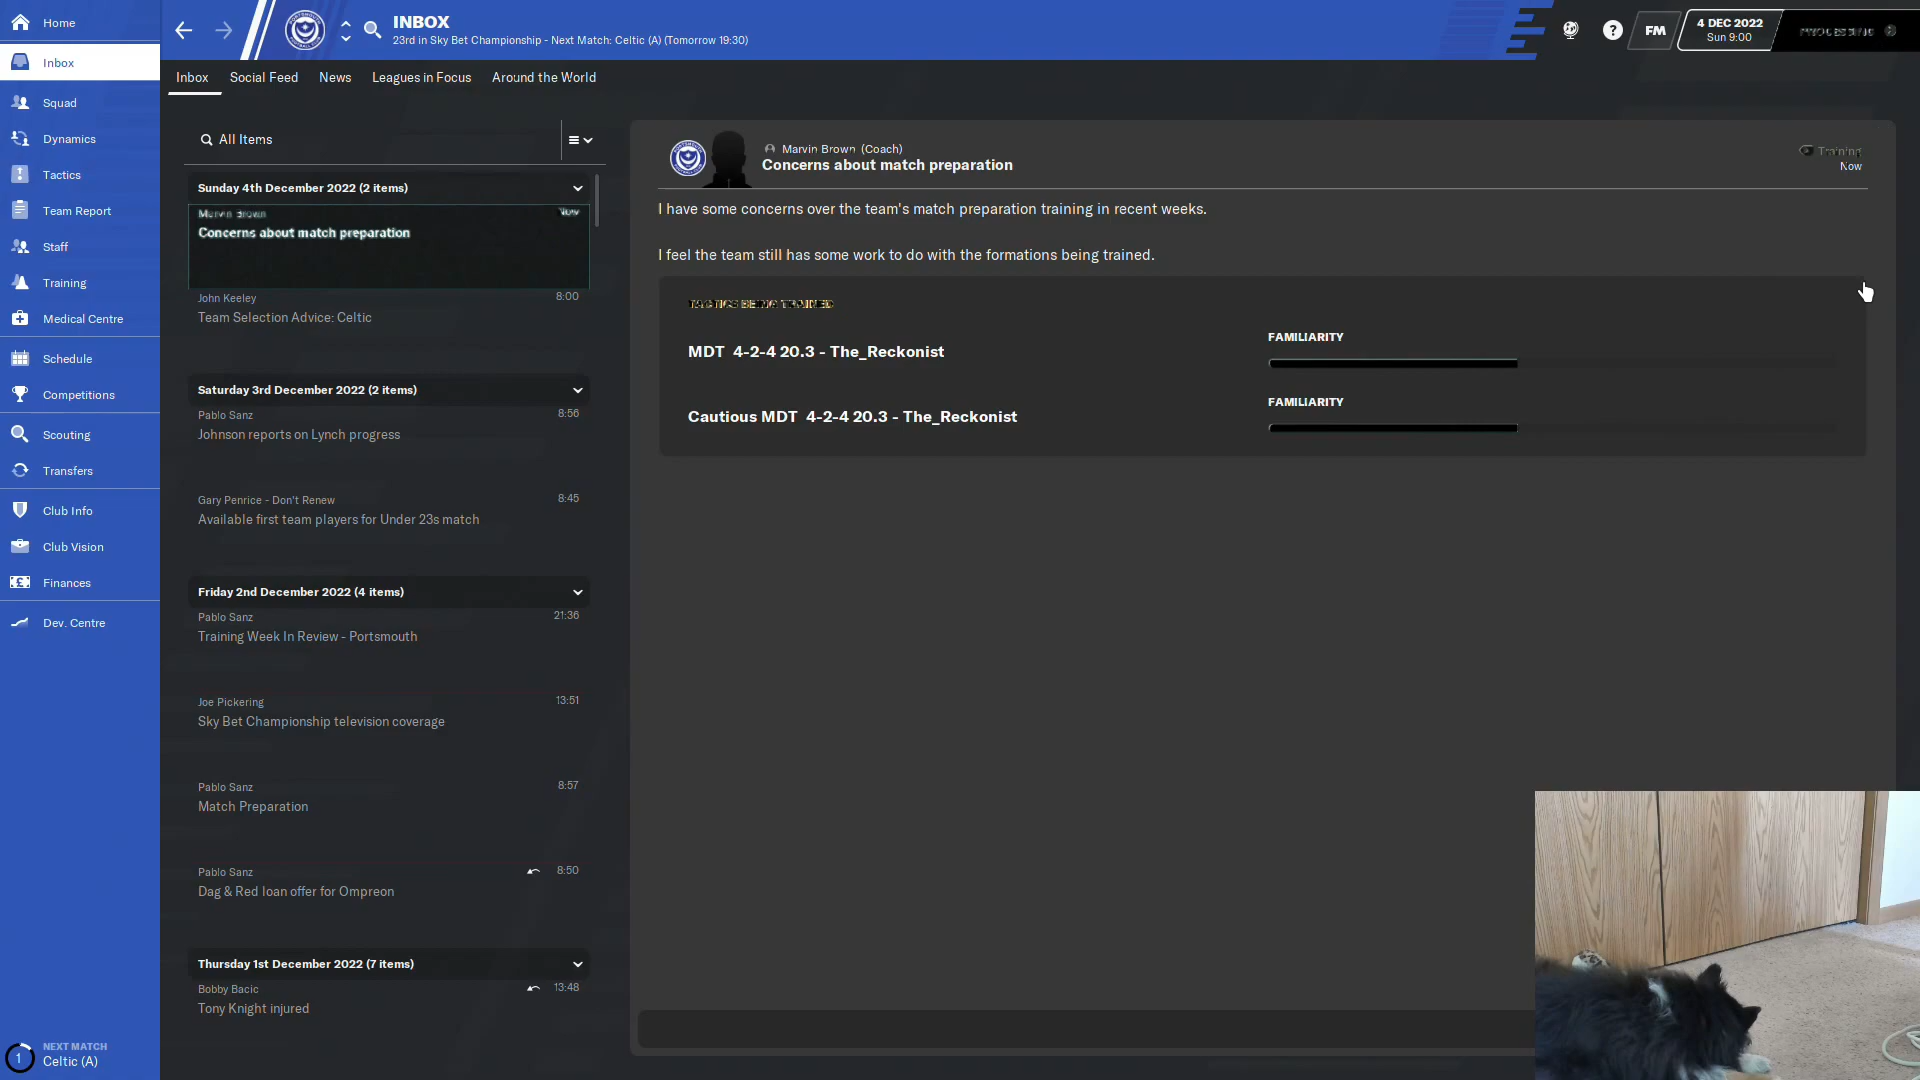 Home
Inbox
Squad
Dynamics
Tactics
Team Report
Staff
Training
Medical Centre
Schedule
Competitions
Scouting
Transfers
Club Info
Club Vision
Finances
Dev. Centre
1
NEXT MATCH
Celtic (A)
INBOX
23rd in Sky Bet Championship - Next Match: Celtic (A) (Tomorrow 19:30)
FM
4 DEC 2022
Sun 9:00
PROCESSING
Inbox Social Feed News Leagues in Focus Around the World
All Items
Sunday 4th December 2022 (2 items)
Marvin Brown Now
Concerns about match preparation
John Keeley 8:00
Team Selection Advice: Celtic
Saturday 3rd December 2022 (2 items)
Pablo Sanz 8:56
Johnson reports on Lynch progress
Gary Penrice - Don't Renew 8:45
Available first team players for Under 23s match
Friday 2nd December 2022 (4 items)
Pablo Sanz 21:36
Training Week In Review - Portsmouth
Joe Pickering 13:51
Sky Bet Championship television coverage
Pablo Sanz 8:57
Match Preparation
Pablo Sanz 8:50
Dag & Red loan offer for Ompreon
Thursday 1st December 2022 (7 items)
Bobby Bacic 13:48
Tony Knight injured
Marvin Brown (Coach)
Concerns about match preparation
Training
Now
I have some concerns over the team's match preparation training in recent weeks.
I feel the team still has some work to do with the formations being trained.
TACTICS BEING TRAINED
MDT 4-2-4 20.3 - The_Reckonist
FAMILIARITY
Cautious MDT 4-2-4 20.3 - The_Reckonist
FAMILIARITY